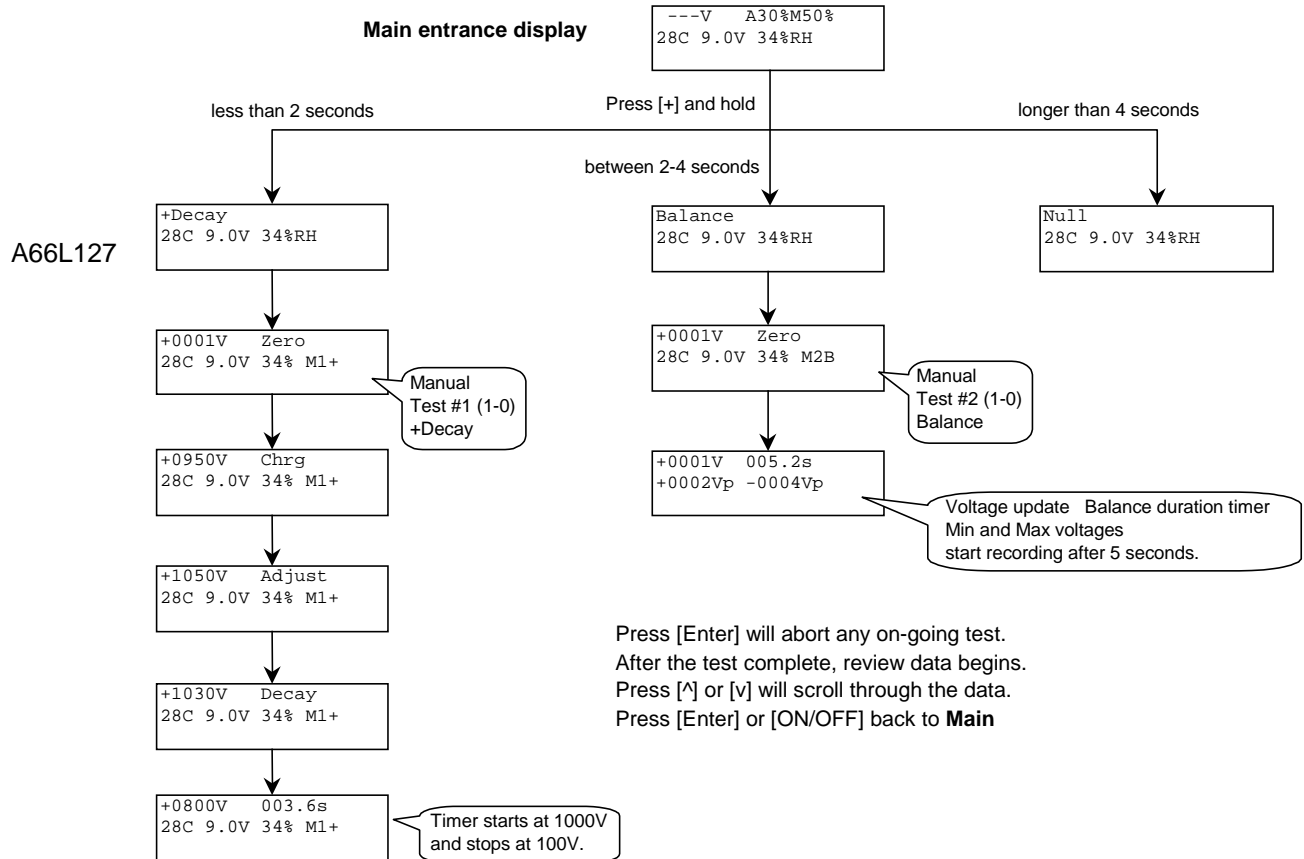 Main entrance display
---V A30%M50%
28C 9.0V 34%RH
Press [+] and hold
less than 2 seconds
longer than 4 seconds
between 2-4 seconds
A66L127
+Decay
28C 9.0V 34%RH
Balance
28C 9.0V 34%RH
Null
28C 9.0V 34%RH
+0001V Zero
28C 9.0V 34% M1+
Manual
Test #1 (1-0)
+Decay
+0001V Zero
28C 9.0V 34% M2B
Manual
Test #2 (1-0)
Balance
+0950V Chrg
28C 9.0V 34% M1+
+0001V 005.2s
+0002Vp -0004Vp
Voltage update Balance duration timer
Min and Max voltages
start recording after 5 seconds.
+1050V Adjust
28C 9.0V 34% M1+
+1030V Decay
28C 9.0V 34% M1+
Press [Enter] will abort any on-going test.
After the test complete, review data begins.
Press [^] or [v] will scroll through the data.
Press [Enter] or [ON/OFF] back to Main
+0800V 003.6s
28C 9.0V 34% M1+
Timer starts at 1000V
and stops at 100V.